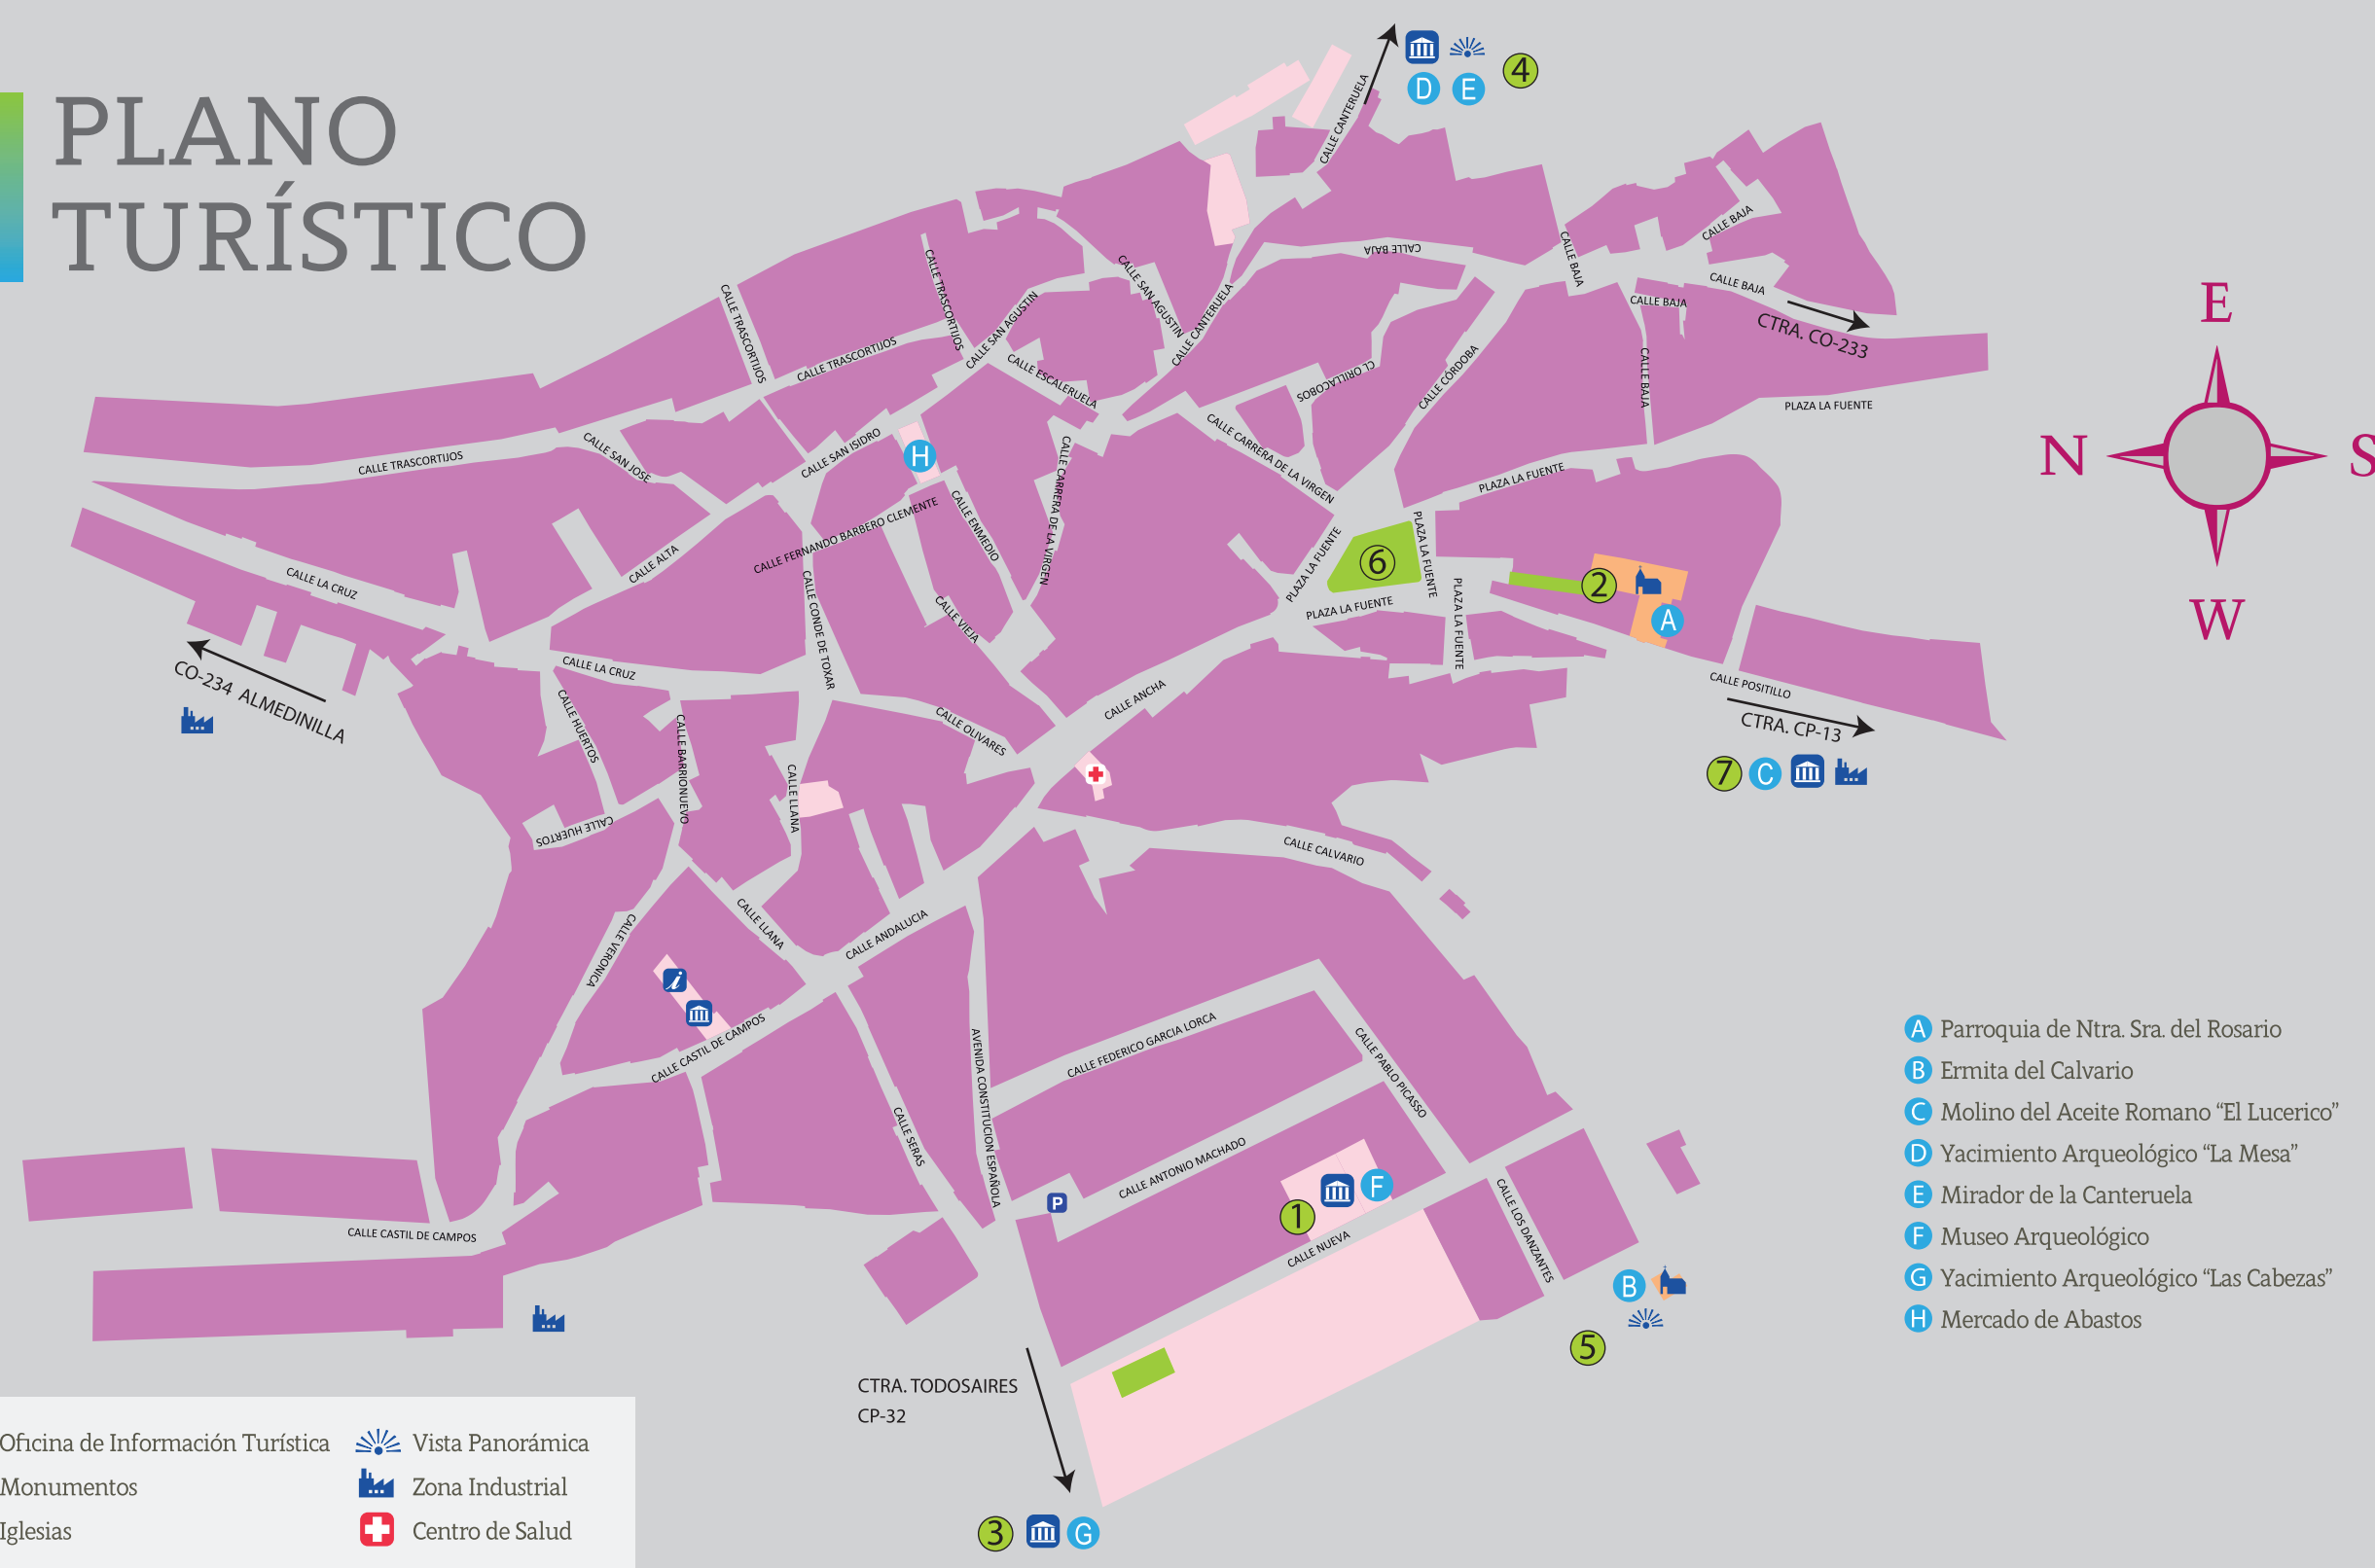 PLANO
TURÍSTICO
D
E
4
CALLE CANTERUELA
CALLE BAJA
CALLE BAJA
CALLE BAJA
CALLE BAJA
CALLE BAJA
CALLE BAJA
CTRA. CO-233
PLAZA LA FUENTE
E
N
S
W
CALLE TRASCORTIJOS
CALLE TRASCORTIJOS
CALLE TRASCORTIJOS
CALLE TRASCORTIJOS
CALLE SAN AGUSTIN
CALLE SAN AGUSTIN
CALLE CANTERUELA
CALLE ESCALERUELA
CL ORILLACOBOS
CALLE CÓRDOBA
CALLE SAN JOSE
CALLE SAN ISIDRO
H
CALLE CARRERA DE LA VIRGEN
CALLE CARRERA DE LA VIRGEN
PLAZA LA FUENTE
CALLE FERNANDO BARBERO CLEMENTE
CALLE ENMEDIO
CALLE ALTA
CALLE LA CRUZ
CALLE CONDE DE TOXAR
CALLE VIEJA
PLAZA LA FUENTE
PLAZA LA FUENTE
6
PLAZA LA FUENTE
PLAZA LA FUENTE
2
A
CO-234 ALMEDINILLA
CALLE LA CRUZ
CALLE HUERTOS
CALLE HUERTOS
CALLE BARRIONUEVO
CALLE LLANA
CALLE OLIVARES
CALLE ANCHA
CALLE POSITILLO
CTRA. CP-13
7
C
CALLE CALVARIO
CALLE VERONICA
CALLE LLANA
CALLE ANDALUCIA
i
CALLE CASTIL DE CAMPOS
CALLE SERAS
AVENIDA CONSTITUCION ESPAÑOLA
CALLE FEDERICO GARCIA LORCA
CALLE PABLO PICASSO
CALLE ANTONIO MACHADO
P
1
F
CALLE NUEVA
CALLE LOS DANZANTES
B
5
CALLE CASTIL DE CAMPOS
CTRA. TODOSAIRES
CP-32
3
G
A Parroquia de Ntra. Sra. del Rosario
B Ermita del Calvario
C Molino del Aceite Romano “El Lucerico”
D Yacimiento Arqueológico “La Mesa”
E Mirador de la Canteruela
F Museo Arqueológico
G Yacimiento Arqueológico “Las Cabezas”
H Mercado de Abastos
Oficina de Información Turística
Monumentos
Iglesias
Vista Panorámica
Zona Industrial
Centro de Salud